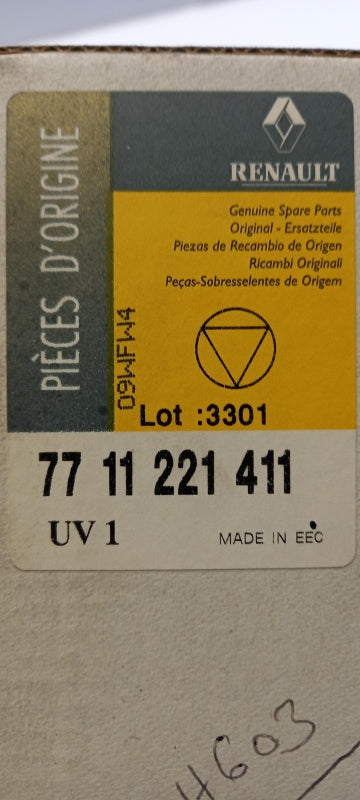 PIÈCES D'ORIGINE
RENAULT
Genuine Spare Parts
Original - Ersatzteile
Piezas de Recambio de Origen
Ricambi Originali
Peças-Sobresselentes de Origem
09WFW4
Lot :3301
77 11 221 411
UV 1
MADE IN EEC
4603